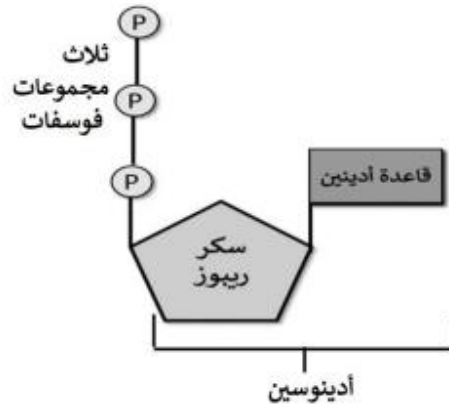 P
ثلاث
مجموعات
فوسفات
P
P
قاعدة أدينين
سكر
ريبوز
أدينوسين